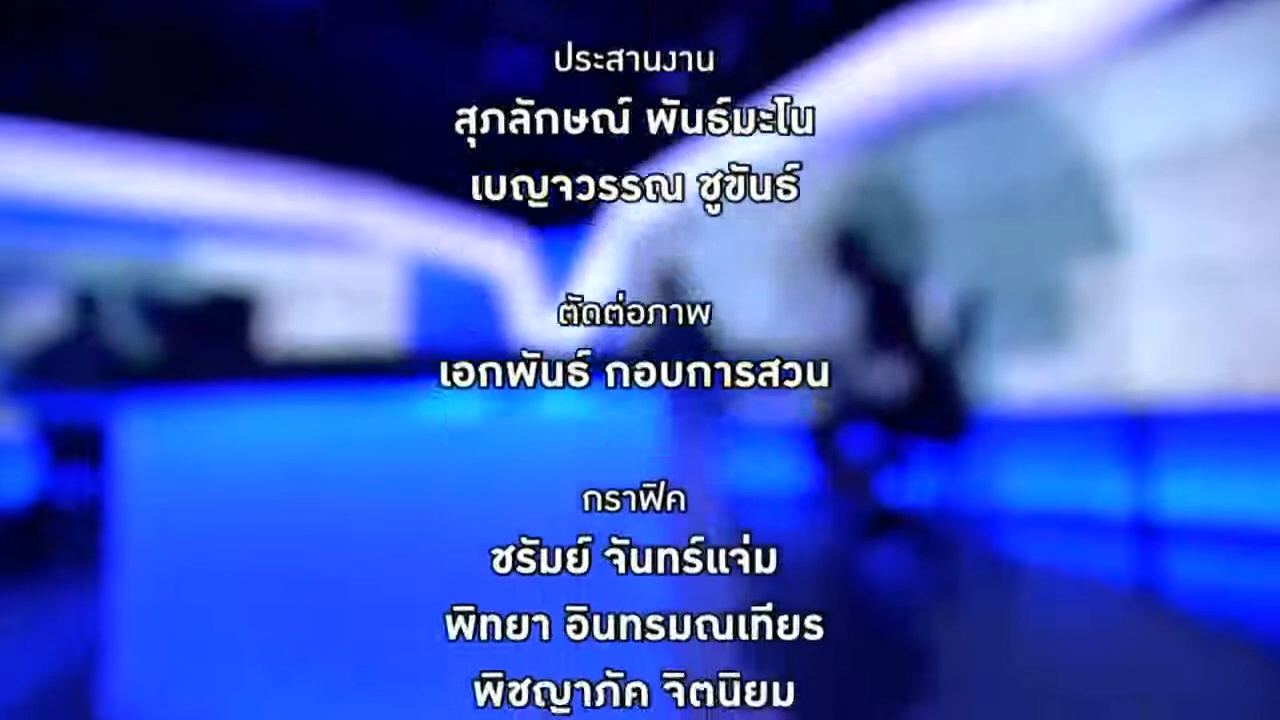 ประสานงาน
สุภลักษณ์ พันธ์มะโน
เบญจวรรณ ชูขันธ์
ตัดต่อภาพ
เอกพันธ์ กอบการสวน
กราฟิค
ชรัมย์ จันทร์แจ่ม
พิทยา อินทรมณเทียร
พิชญาภัค จิตนิยม